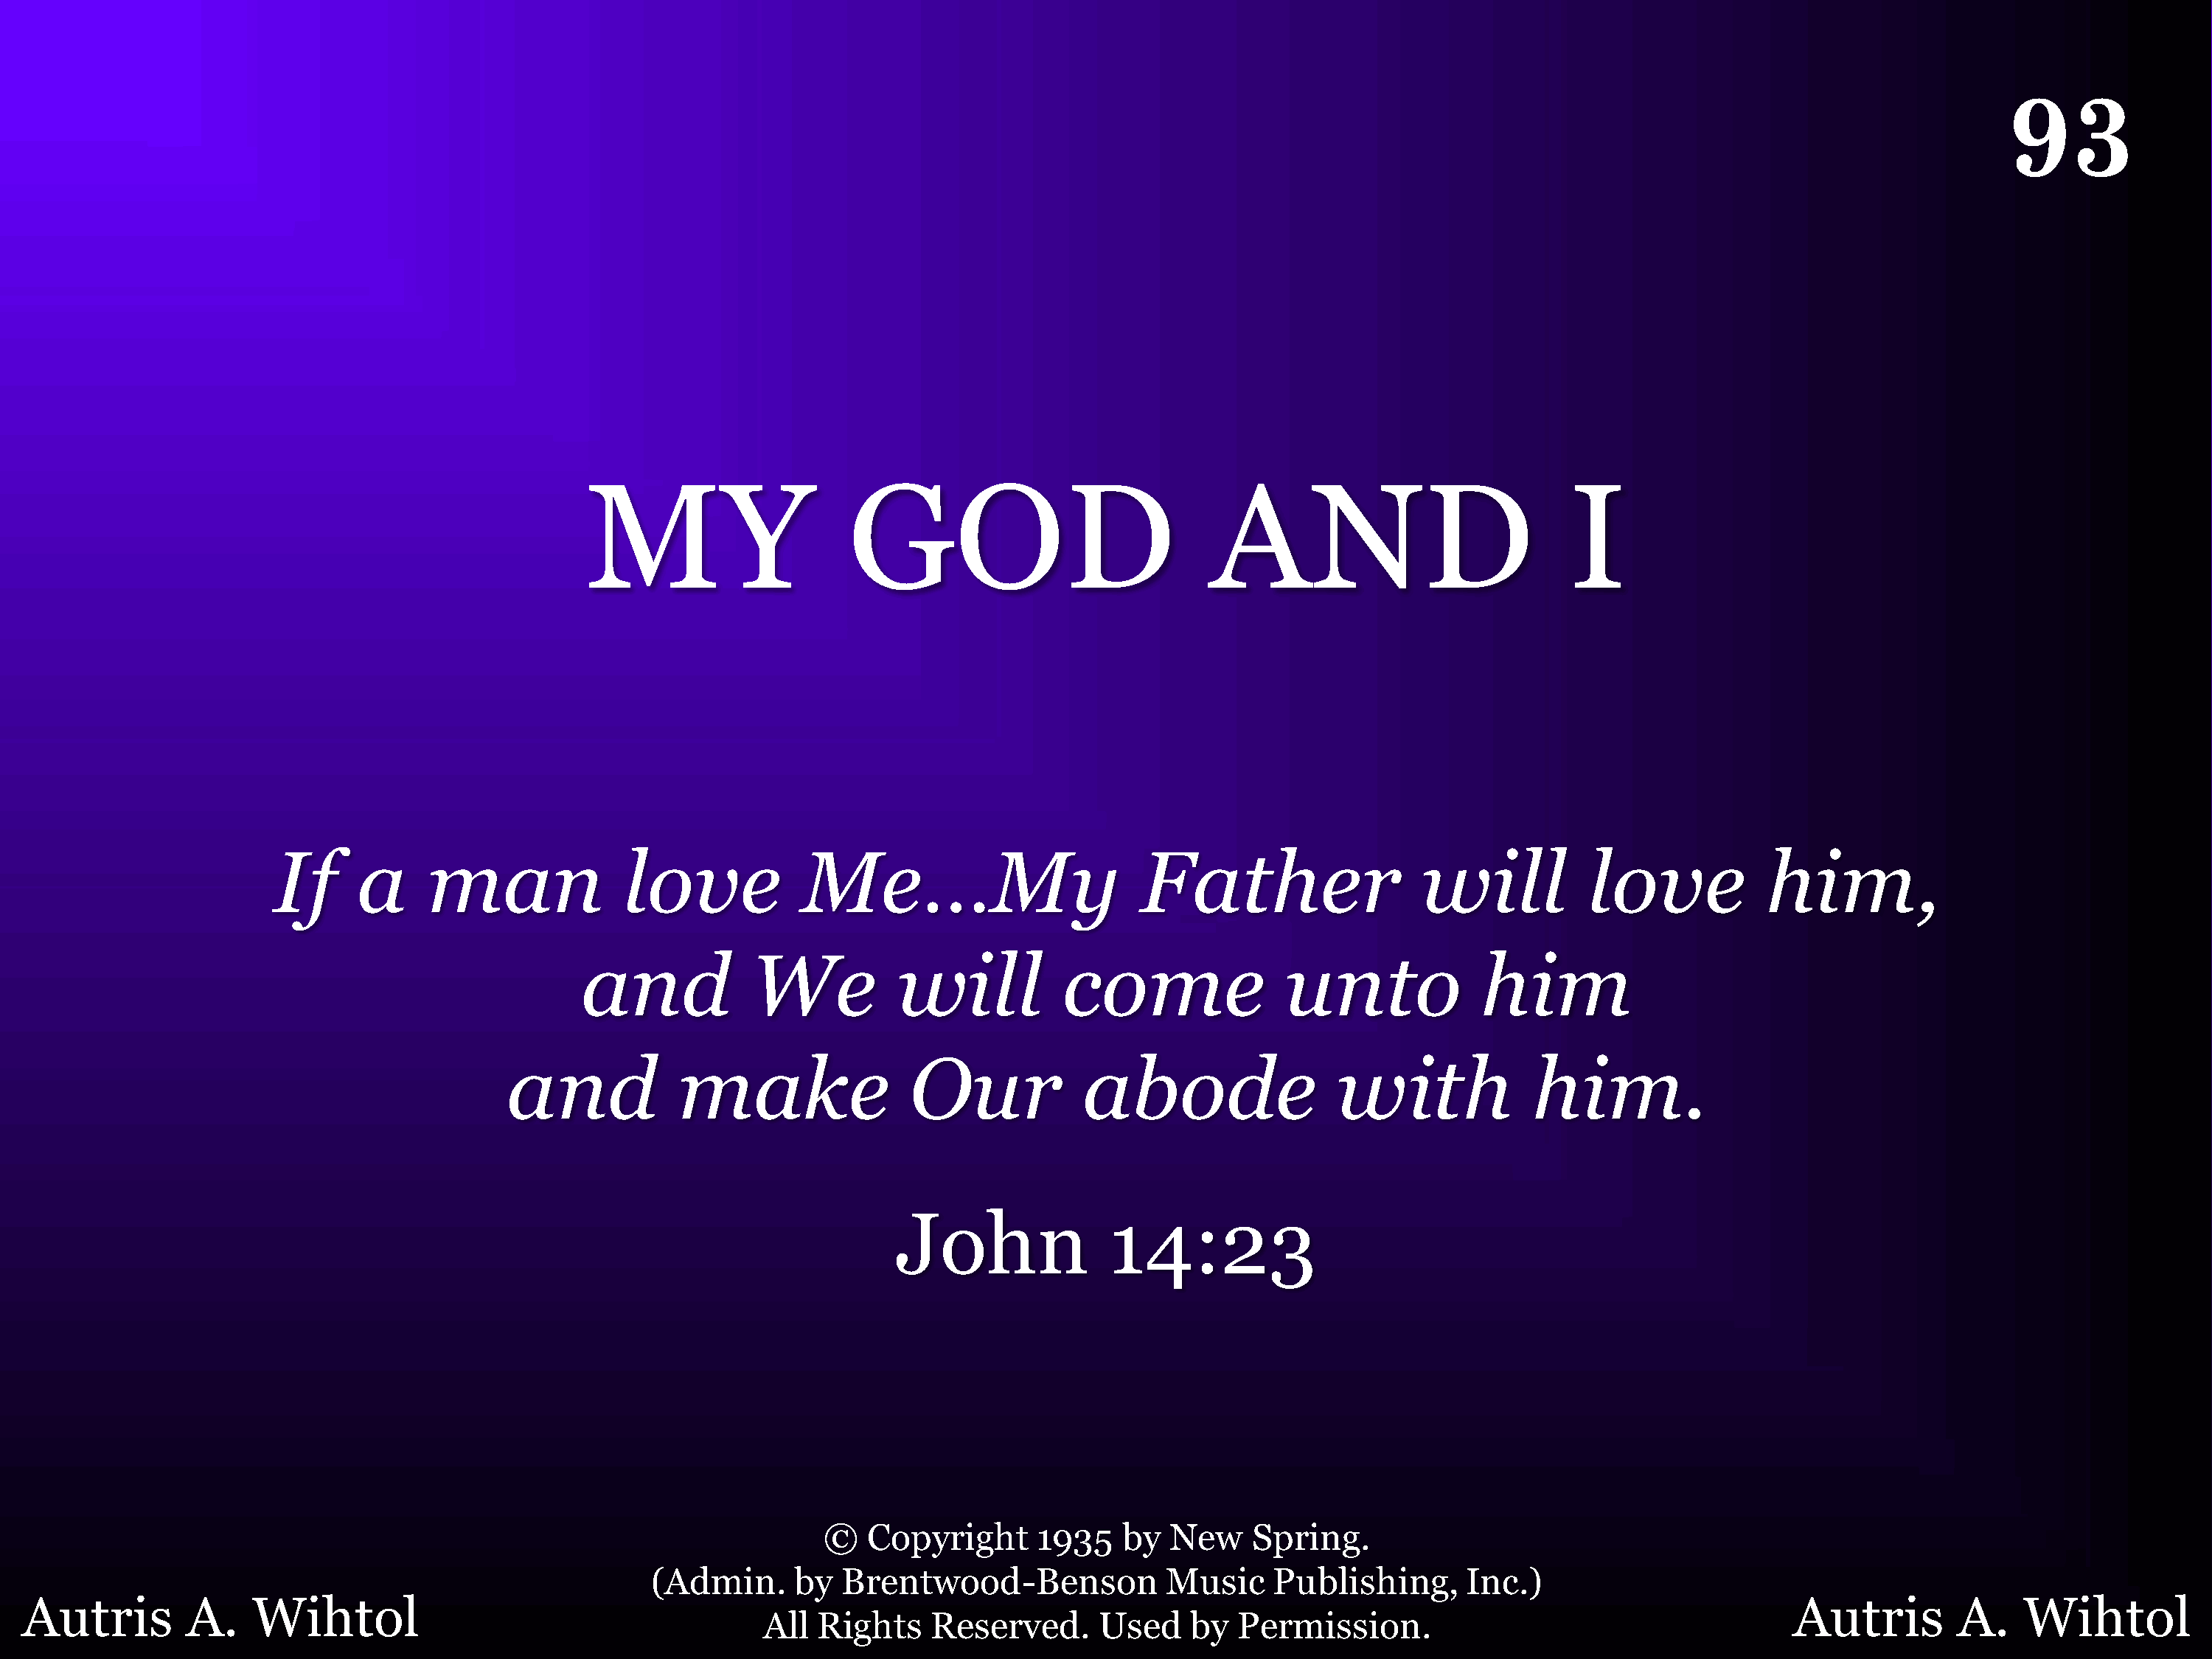 93
MY GOD AND I
If a man love Me...My Father will love him,
and We will come unto him
and make Our abode with him.
John 14:23
© Copyright 1935 by New Spring.
(Admin. by Brentwood-Benson Music Publishing, Inc.)
All Rights Reserved. Used by Permission.
Autris A. Wihtol
Autris A. Wihtol